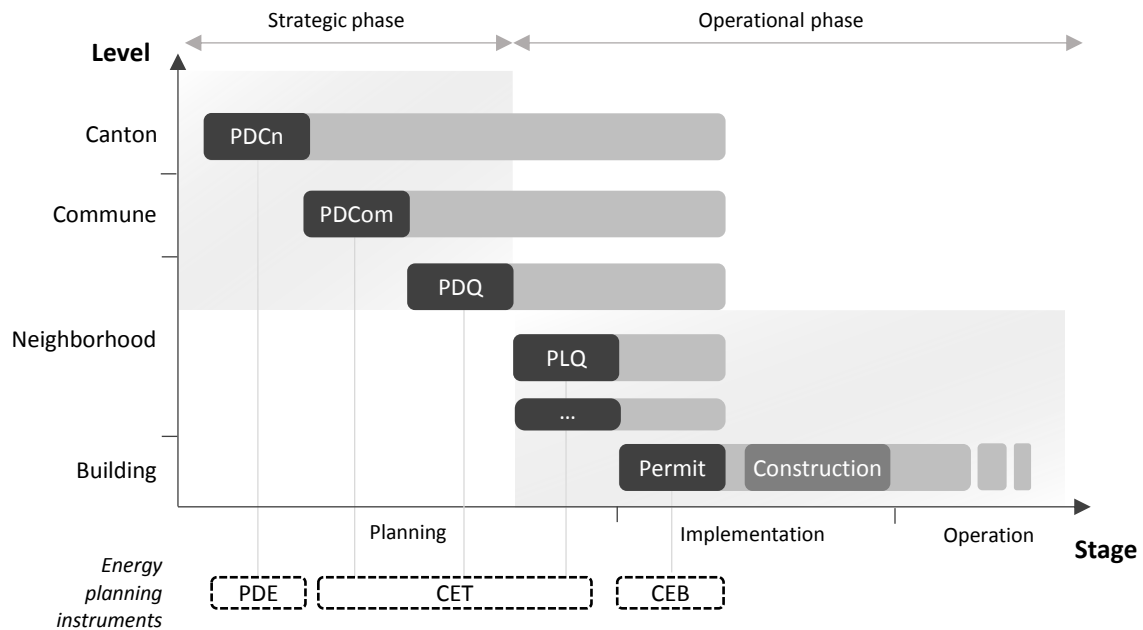 Strategic phase
Operational phase
Level
Canton
PDCn
Commune
PDCom
PDQ
Neighborhood
PLQ
...
Building
Permit
Construction
Planning
Implementation
Operation
Stage
Energy
planning
instruments
PDE
CET
CEB